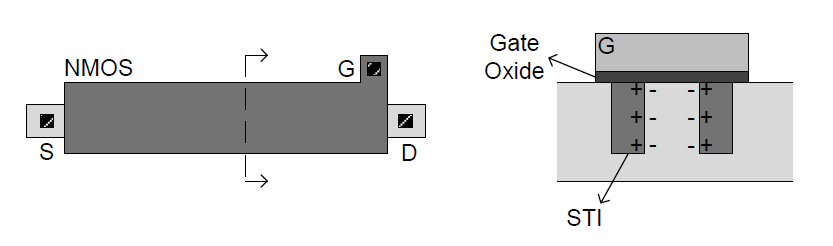 NMOS
G
S
D
Gate
Oxide
G
+ - - +
+ - - +
+ - - +
STI